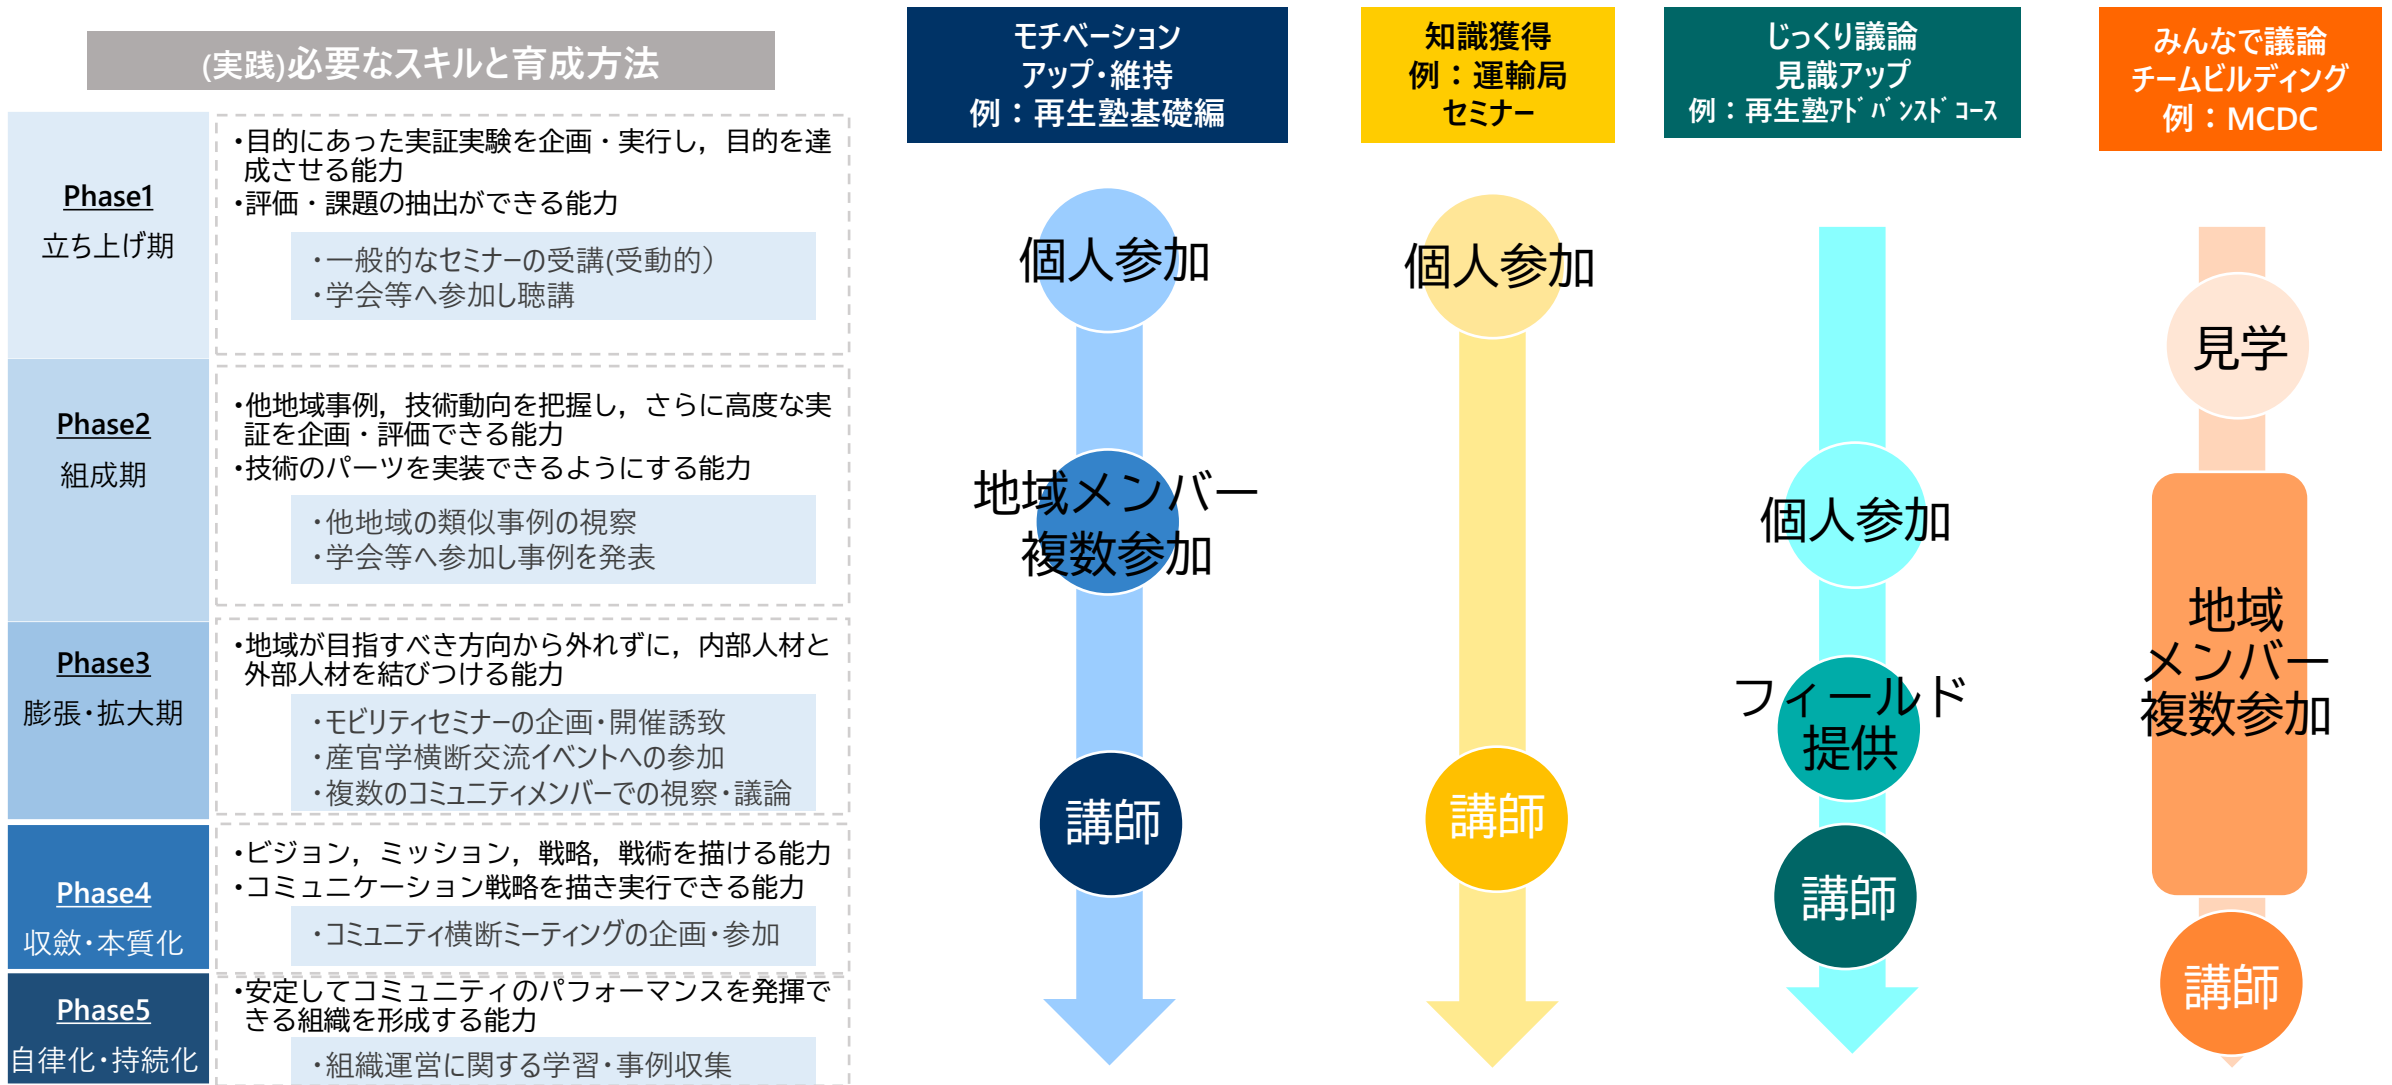 (実践)必要なスキルと育成方法
Phase1
立ち上げ期
・目的にあった実証実験を企画・実行し，目的を達
成させる能力
・評価・課題の抽出ができる能力
・一般的なセミナーの受講(受動的）
・学会等へ参加し聴講
Phase2
組成期
・他地域事例，技術動向を把握し，さらに高度な実
証を企画・評価できる能力
・技術のパーツを実装できるようにする能力
・他地域の類似事例の視察
・学会等へ参加し事例を発表
Phase3
膨張・拡大期
・地域が目指すべき方向から外れずに，内部人材と
外部人材を結びつける能力
・モビリティセミナーの企画・開催誘致
・産官学横断交流イベントへの参加
・複数のコミュニティメンバーでの視察・議論
Phase4
収斂・本質化
・ビジョン，ミッション，戦略，戦術を描ける能力
・コミュニケーション戦略を描き実行できる能力
・コミュニティ横断ミーティングの企画・参加
Phase5
自律化・持続化
・安定してコミュニティのパフォーマンスを発揮で
きる組織を形成する能力
・組織運営に関する学習・事例収集
モチベーション
アップ・維持
例：再生塾基礎編
個人参加
地域メンバー
複数参加
講師
知識獲得
例：運輸局
セミナー
個人参加
講師
じっくり議論
見識アップ
例：再生塾ｱﾄﾞﾊﾞﾝｽﾄﾞｺｰｽ
個人参加
フィールド
提供
講師
みんなで議論
チームビルディング
例：MCDC
見学
地域
メンバー
複数参加
講師